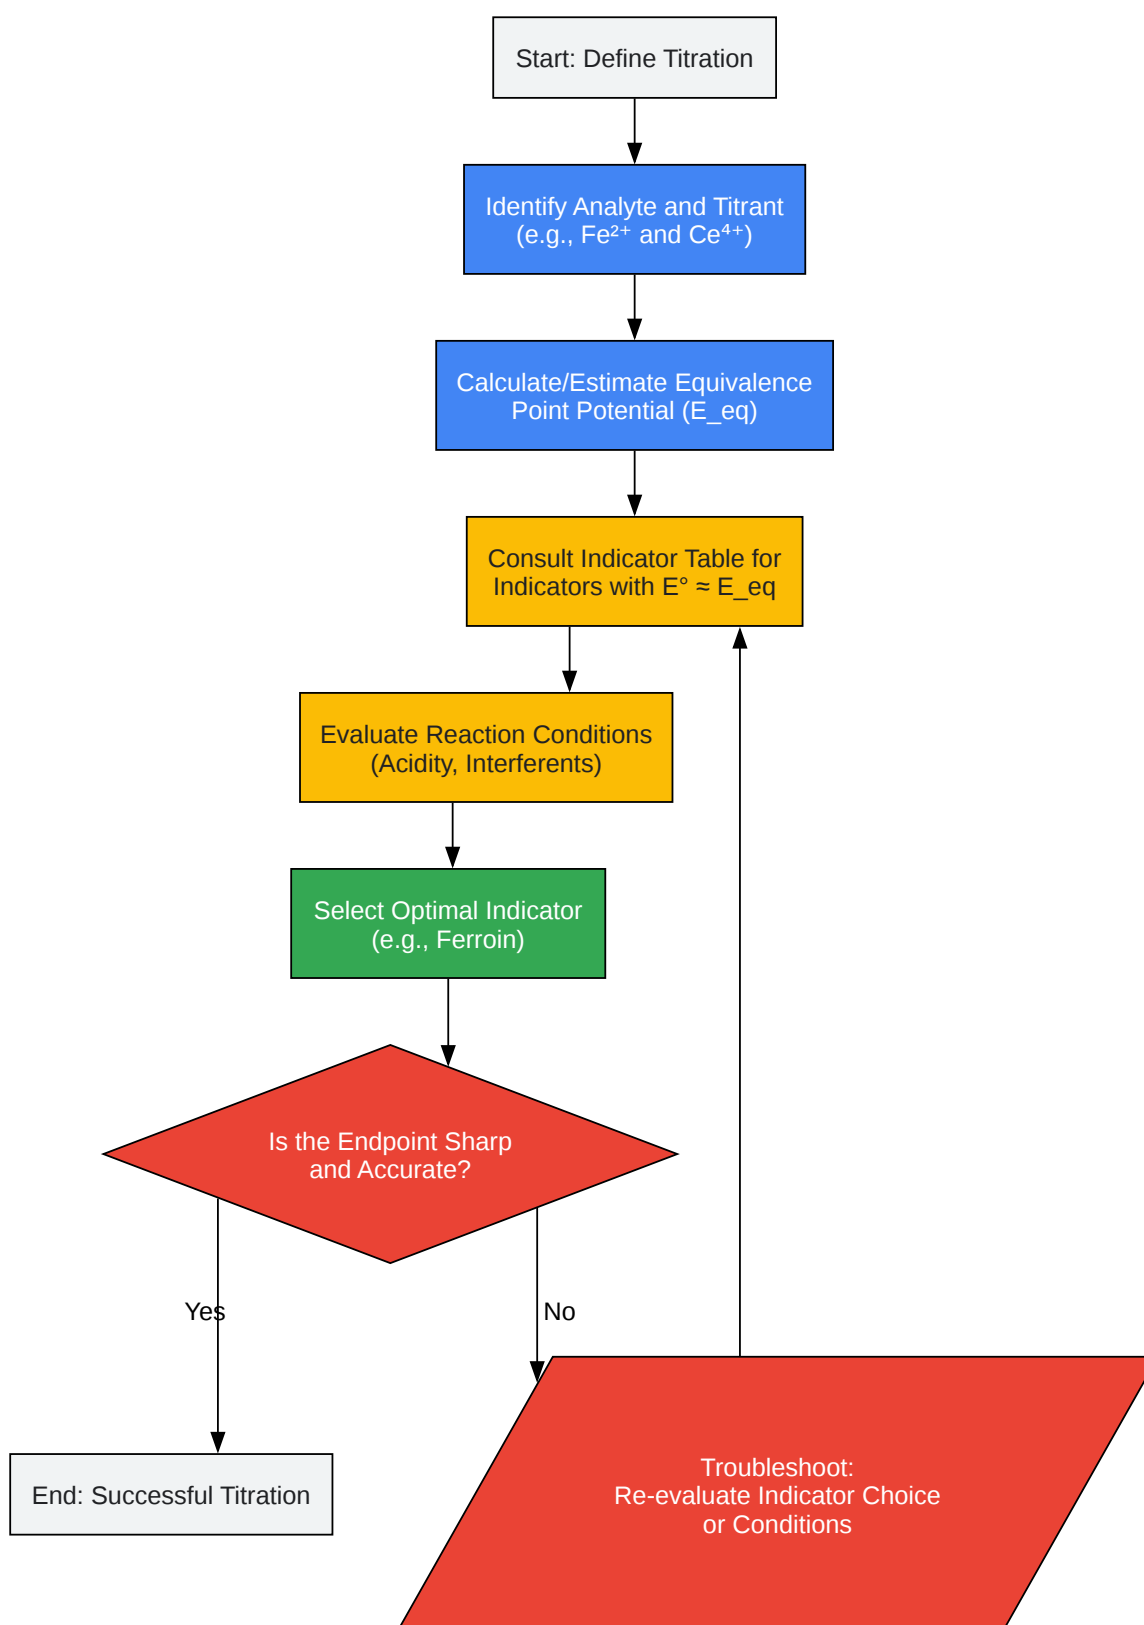 Start: Define Titration
Identify Analyte and Titrant
(e.g., Fe²⁺ and Ce⁴⁺)
Calculate/Estimate Equivalence
Point Potential (E_eq)
Consult Indicator Table for
Indicators with E° ≈ E_eq
Evaluate Reaction Conditions
(Acidity, Interferents)
Select Optimal Indicator
(e.g., Ferroin)
Is the Endpoint Sharp
and Accurate?
Yes
No
End: Successful Titration
Troubleshoot:
Re-evaluate Indicator Choice
or Conditions